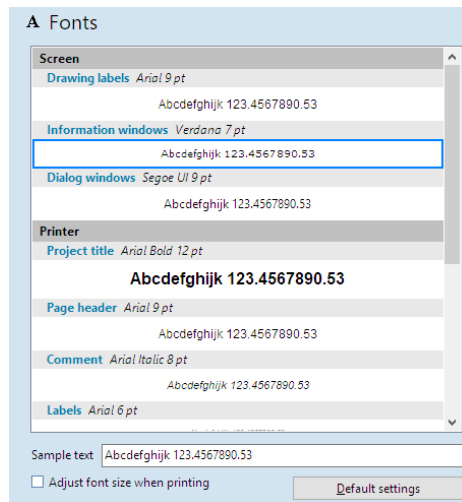 A Fonts
Screen
Drawing labels Arial 9 pt
Abcdefghijk 123.4567890.53
Information windows Verdana 7 pt
Abcdefghijk 123.4567890.53
Dialog windows Segoe UI 9 pt
Abcdefghijk 123.4567890.53
Printer
Project title Arial Bold 12 pt
Abcdefghijk 123.4567890.53
Page header Arial 9 pt
Abcdefghijk 123.4567890.53
Comment Arial Italic 8 pt
Abcdefghijk 123.4567890.53
Labels Arial 6 pt
Sample text Abcdefghijk 123.4567890.53
Adjust font size when printing
Default settings